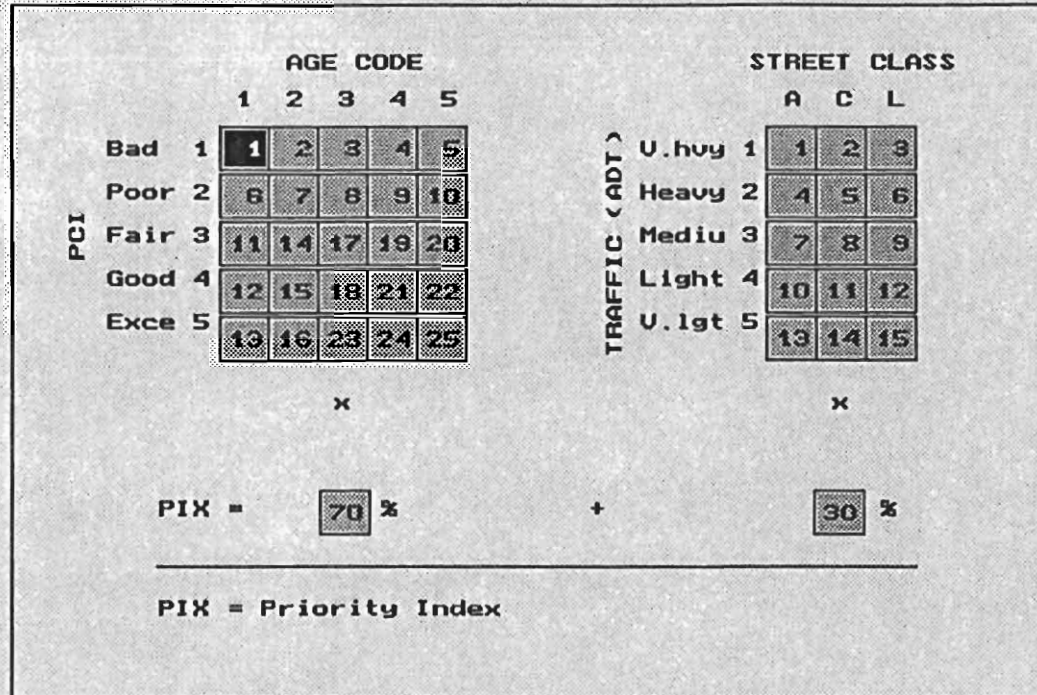 AGE CODE STREET CLASS
1 2 3 4 5 A C L
Bad 1 1 2 3 4 5 V.hvy 1 1 2 3
Poor 2 6 7 8 9 10 Heavy 2 4 5 6
PCI Fair 3 11 14 17 19 20 TRAFFIC (ADT) Mediu 3 7 8 9
Good 4 12 15 18 21 22 Light 4 10 11 12
Exce 5 13 16 23 24 25 V.lgt 5 13 14 15
x x
PIX = 70 % + 30 %
PIX = Priority Index